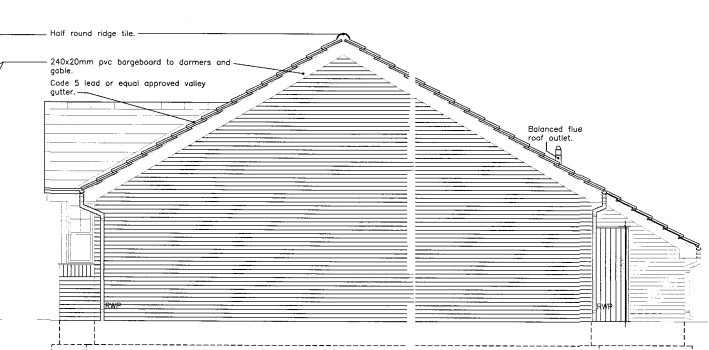 Half round ridge tile.
240x20mm pvc bargeboard to dormers and
gable.
Code 5 lead or equal approved valley
gutter.
Balanced flue
roof outlet.
RWP
RWP